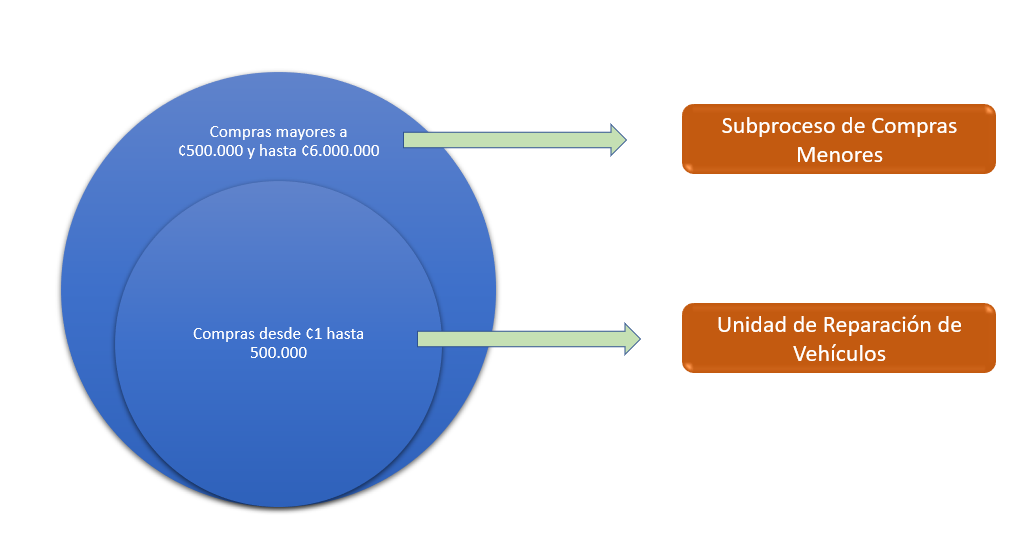 Compras mayores a
¢500.000 y hasta ¢6.000.000
Subproceso de Compras
Menores
Compras desde ¢1 hasta
500.000
Unidad de Reparación de
Vehículos